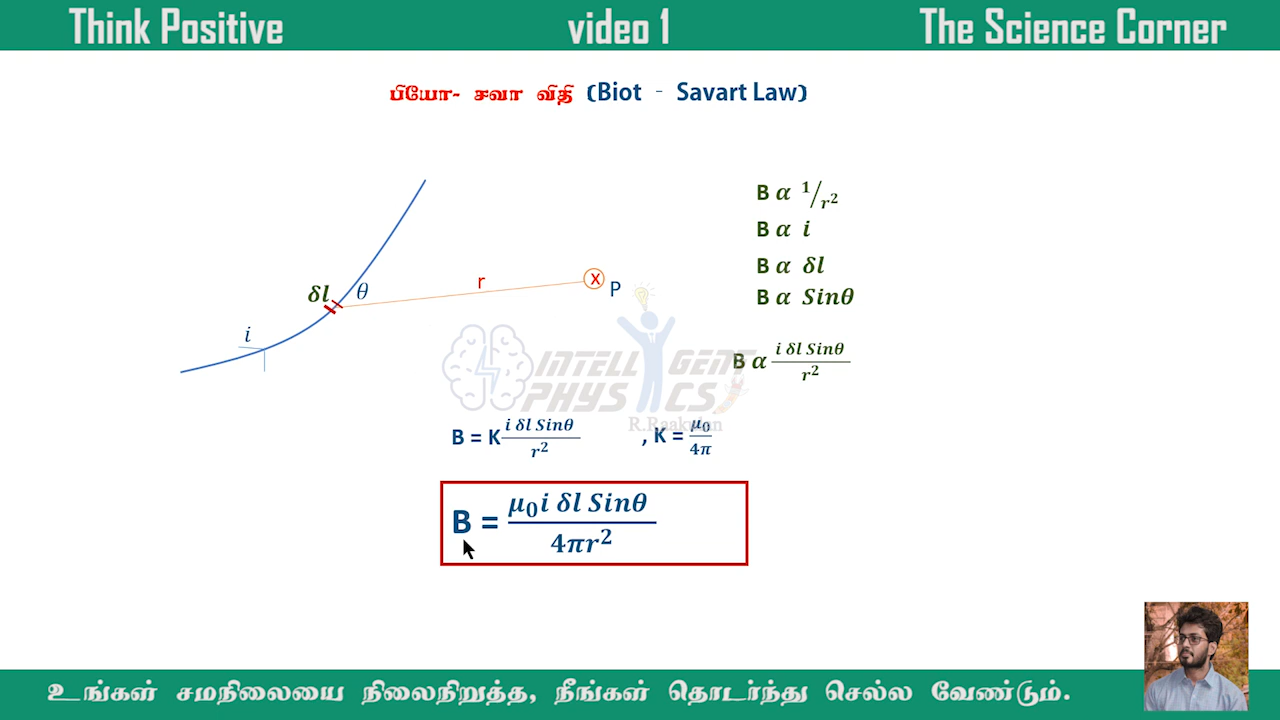 Think Positive
video 1
The Science Corner
பியோ- சவா விதி (Biot - Savart Law)
B α 1/r²
B α i
B α δl
B α Sinθ
δl
θ
r
x
P
i
B α i δl Sinθ / r²
INTELLIGENT
PHYSICS
R.Raakulan
B = K i δl Sinθ / r² , K = μ₀ / 4π
B = μ₀i δl Sinθ / 4πr²
உங்கள் சமநிலையை நிலைநிறுத்த, நீங்கள் தொடர்ந்து செல்ல வேண்டும்.